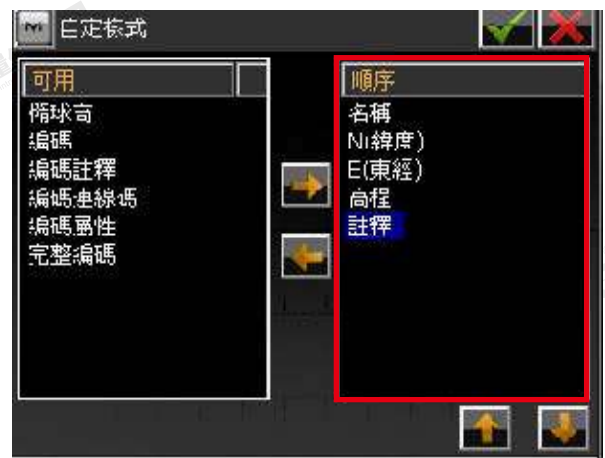 自定樣式
可用
橢球高
編碼
編碼註釋
編碼連線碼
編碼屬性
完整編碼
順序
名稱
N(緯度)
E(東經)
高程
註釋